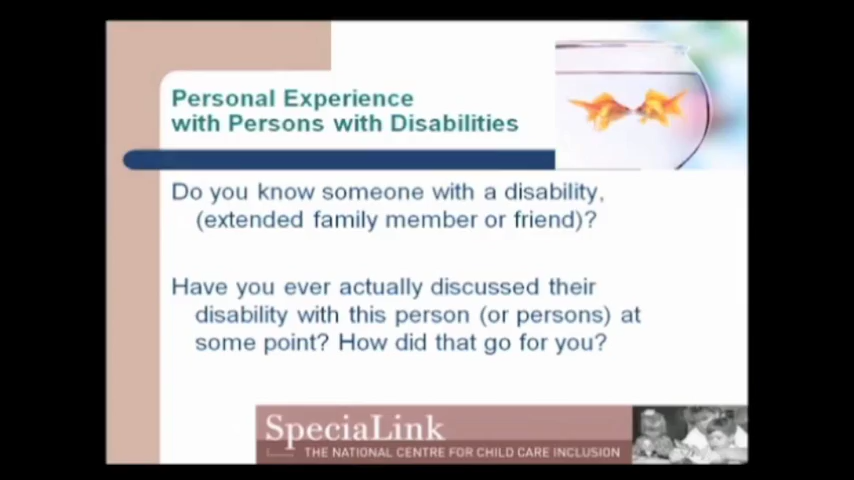 Personal Experience
with Persons with Disabilities
Do you know someone with a disability,
(extended family member or friend)?
Have you ever actually discussed their
disability with this person (or persons) at
some point? How did that go for you?
SpeciaLink
THE NATIONAL CENTRE FOR CHILD CARE INCLUSION